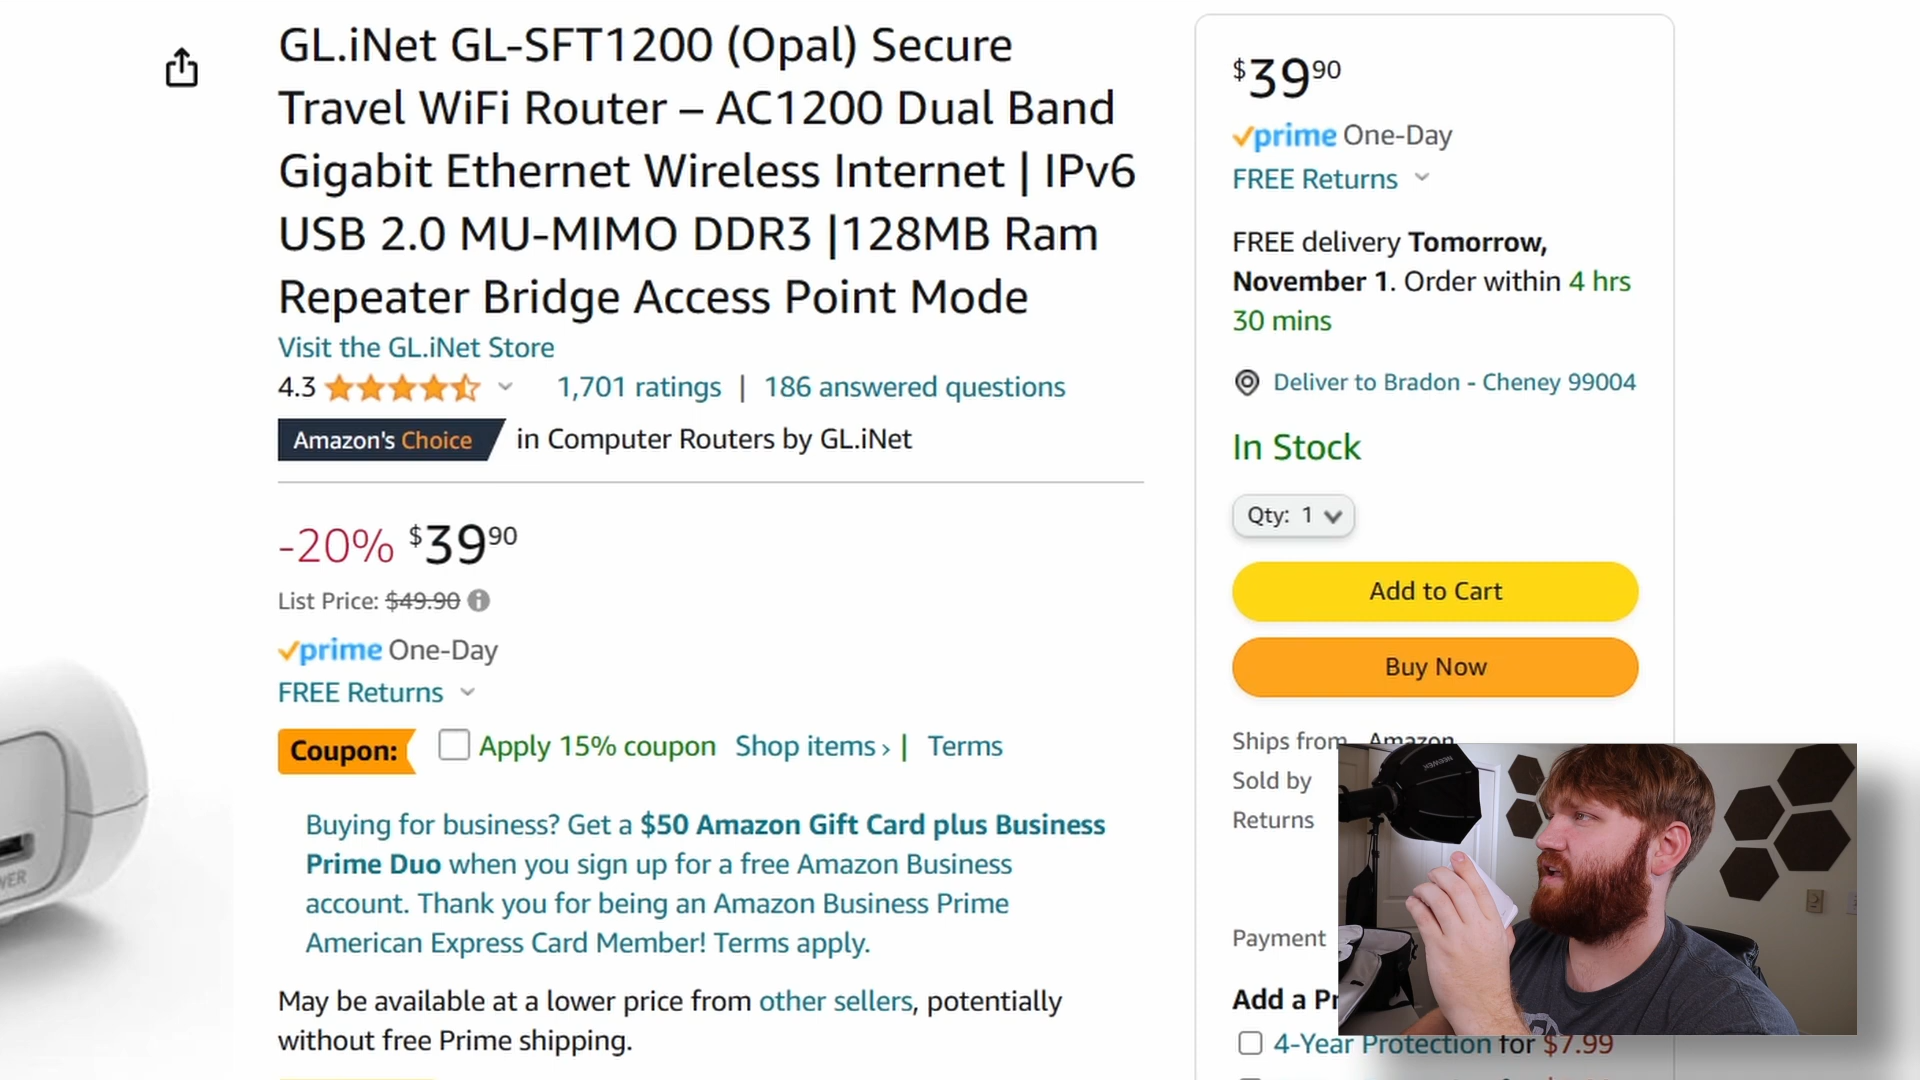 GL.iNet GL-SFT1200 (Opal) Secure
Travel WiFi Router – AC1200 Dual Band
Gigabit Ethernet Wireless Internet | IPv6
USB 2.0 MU-MIMO DDR3 |128MB Ram
Repeater Bridge Access Point Mode
Visit the GL.iNet Store
4.3 1,701 ratings | 186 answered questions
Amazon's Choice in Computer Routers by GL.iNet
-20% $39 90
List Price: $49.90
prime One-Day
FREE Returns
Coupon: Apply 15% coupon Shop items › | Terms
Buying for business? Get a $50 Amazon Gift Card plus Business
Prime Duo when you sign up for a free Amazon Business
account. Thank you for being an Amazon Business Prime
American Express Card Member! Terms apply.
May be available at a lower price from other sellers, potentially
without free Prime shipping.
$39 90
prime One-Day
FREE Returns
FREE delivery Tomorrow,
November 1. Order within 4 hrs
30 mins
Deliver to Bradon - Cheney 99004
In Stock
Qty: 1
Add to Cart
Buy Now
Ships from Amazon
Sold by
Returns
Payment
Add a
4-Year Protection for $7.99
NEEWER